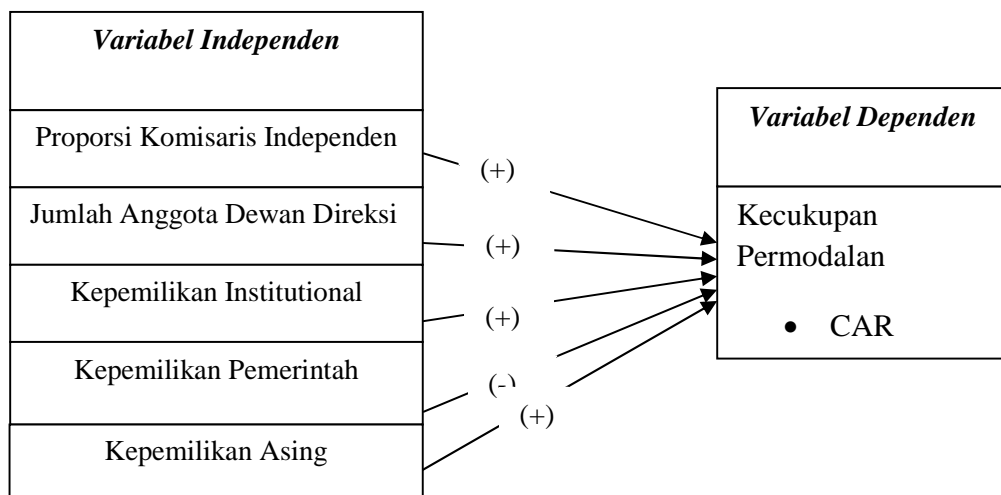 Variabel Independen
Proporsi Komisaris Independen
Jumlah Anggota Dewan Direksi
Kepemilikan Institutional
Kepemilikan Pemerintah
Kepemilikan Asing
(+)
(+)
(+)
(-)
(+)
Variabel Dependen
Kecukupan
Permodalan
• CAR